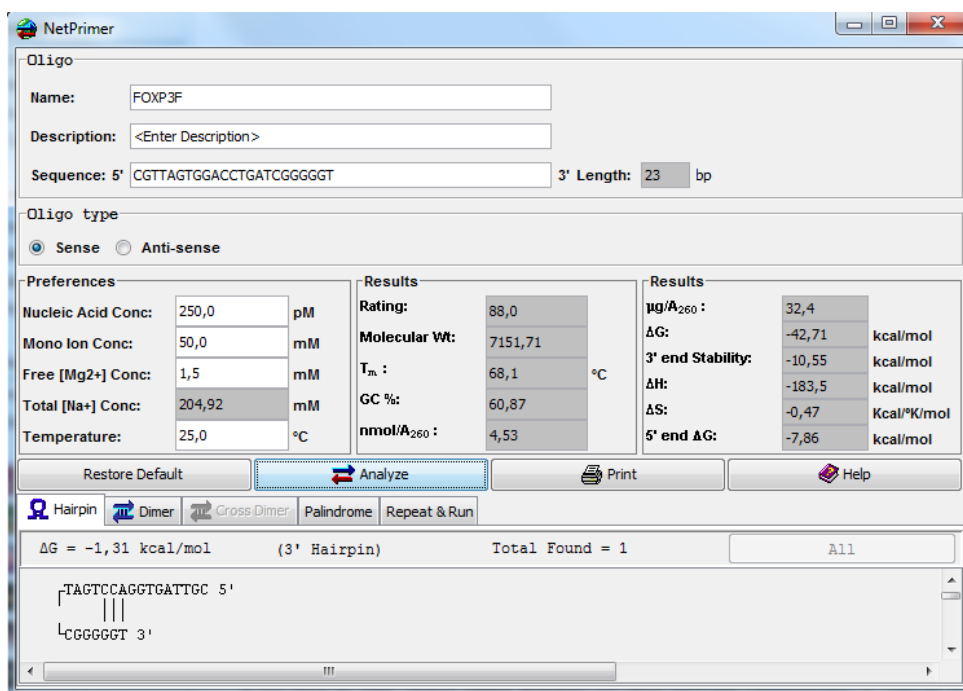 NetPrimer
Oligo
Name: FOXP3F
Description: <Enter Description>
Sequence: 5' CGTTAGTGGACCTGATCGGGGGT 3' Length: 23 bp
Oligo type
Sense Anti-sense
Preferences
Nucleic Acid Conc: 250,0 pM
Mono Ion Conc: 50,0 mM
Free [Mg2+] Conc: 1,5 mM
Total [Na+] Conc: 204,92 mM
Temperature: 25,0 ºC
Results
Rating: 88,0
Molecular Wt: 7151,71
Tm : 68,1 ºC
GC %: 60,87
nmol/A260 : 4,53
Results
µg/A260 : 32,4
ΔG: -42,71 kcal/mol
3' end Stability: -10,55 kcal/mol
ΔH: -183,5 kcal/mol
ΔS: -0,47 Kcal/ºK/mol
5' end ΔG: -7,86 kcal/mol
Restore Default Analyze Print Help
Hairpin Dimer Cross Dimer Palindrome Repeat & Run
ΔG = -1,31 kcal/mol (3' Hairpin) Total Found = 1 All
TAGTCCAGGTGATTGC 5'
CGGGGGT 3'